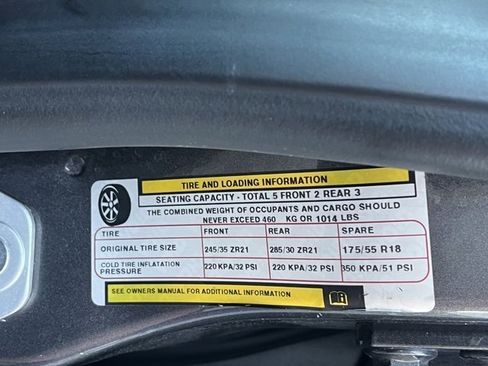 TIRE AND LOADING INFORMATION
SEATING CAPACITY - TOTAL 5 FRONT 2 REAR 3
THE COMBINED WEIGHT OF OCCUPANTS AND CARGO SHOULD
NEVER EXCEED 460 KG OR 1014 LBS
TIRE FRONT REAR SPARE
ORIGINAL TIRE SIZE 245/35 ZR21 285/30 ZR21 175/55 R18
COLD TIRE INFLATATION
PRESSURE 220 KPA/32 PSI 220 KPA/32 PSI 350 KPA/51 PSI
SEE OWNERS MANUAL FOR ADDITIONAL INFORMATION